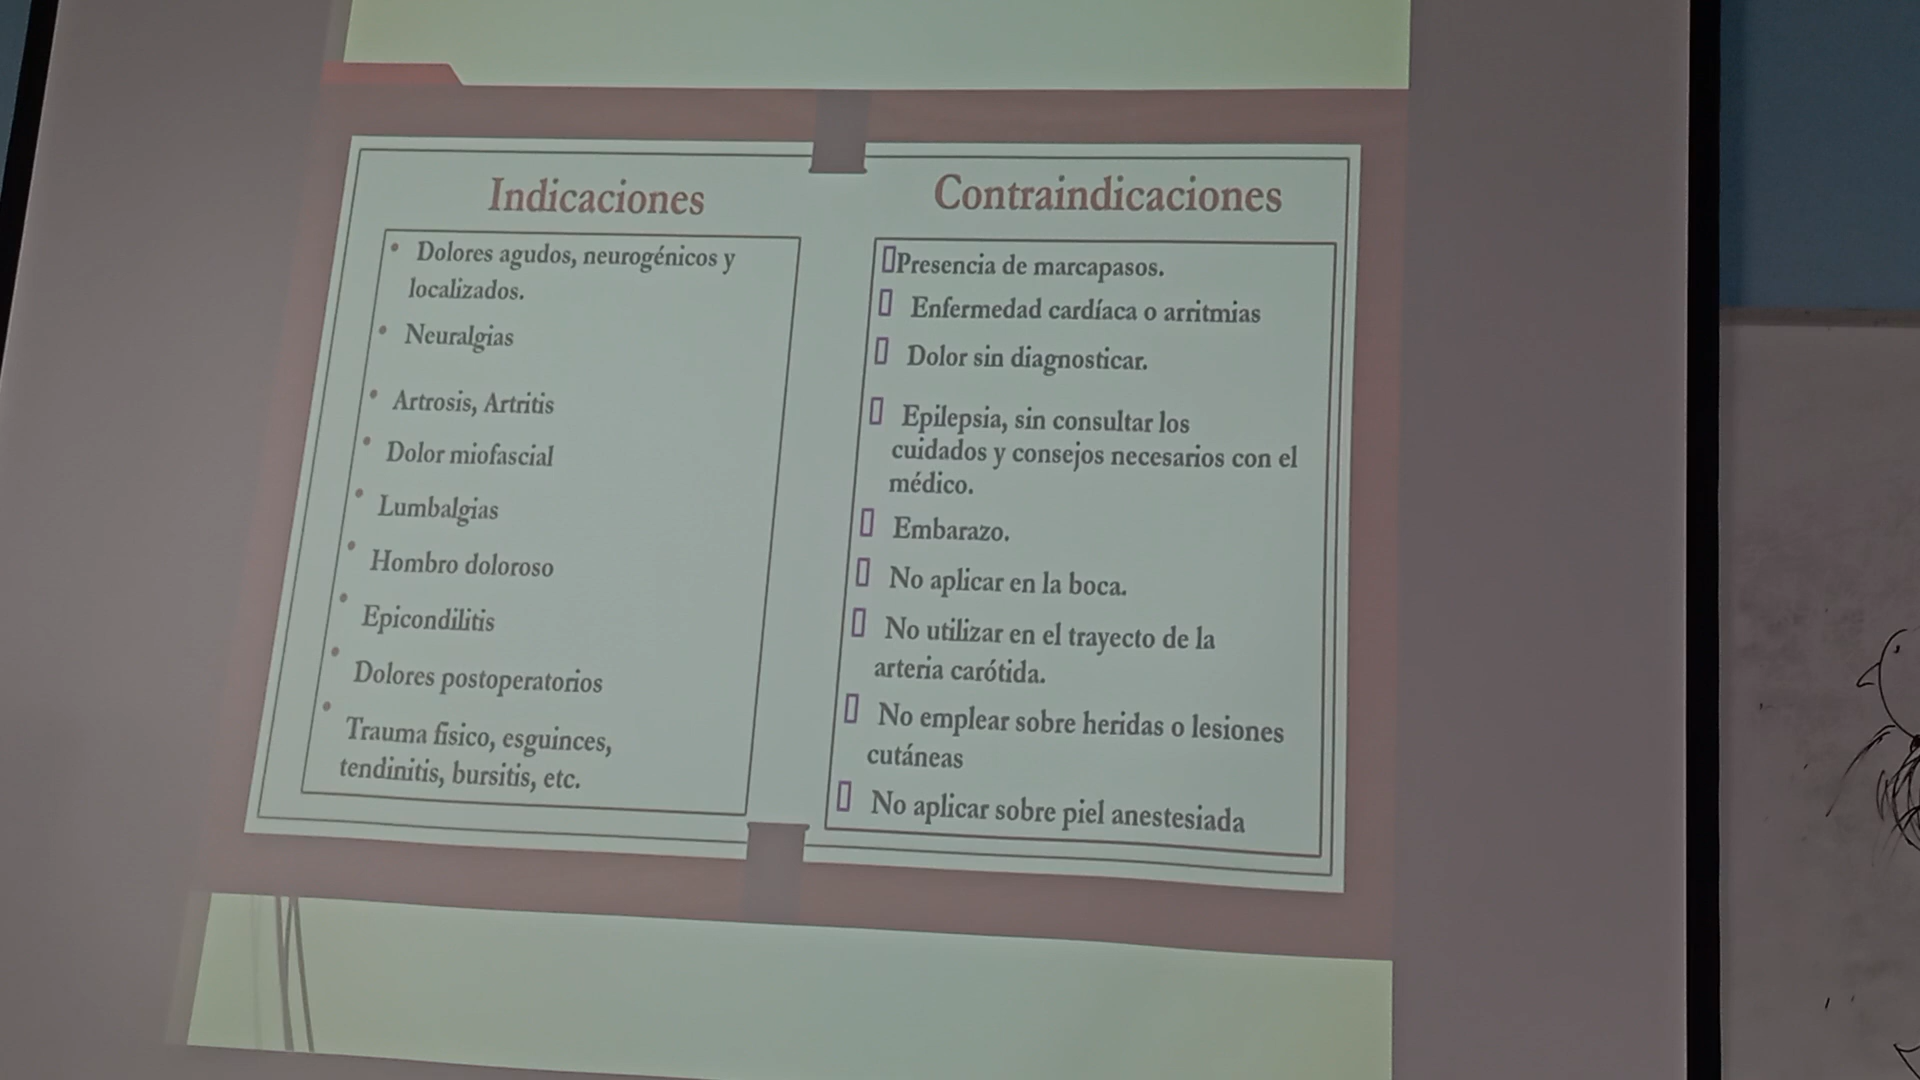 Indicaciones
• Dolores agudos, neurogénicos y
localizados.
• Neuralgias
• Artrosis, Artritis
• Dolor miofascial
• Lumbalgias
• Hombro doloroso
• Epicondilitis
• Dolores postoperatorios
• Trauma fisico, esguinces,
tendinitis, bursitis, etc.
Contraindicaciones
Presencia de marcapasos.
Enfermedad cardíaca o arritmias
Dolor sin diagnosticar.
Epilepsia, sin consultar los
cuidados y consejos necesarios con el
médico.
Embarazo.
No aplicar en la boca.
No utilizar en el trayecto de la
arteria carótida.
No emplear sobre heridas o lesiones
cutáneas
No aplicar sobre piel anestesiada